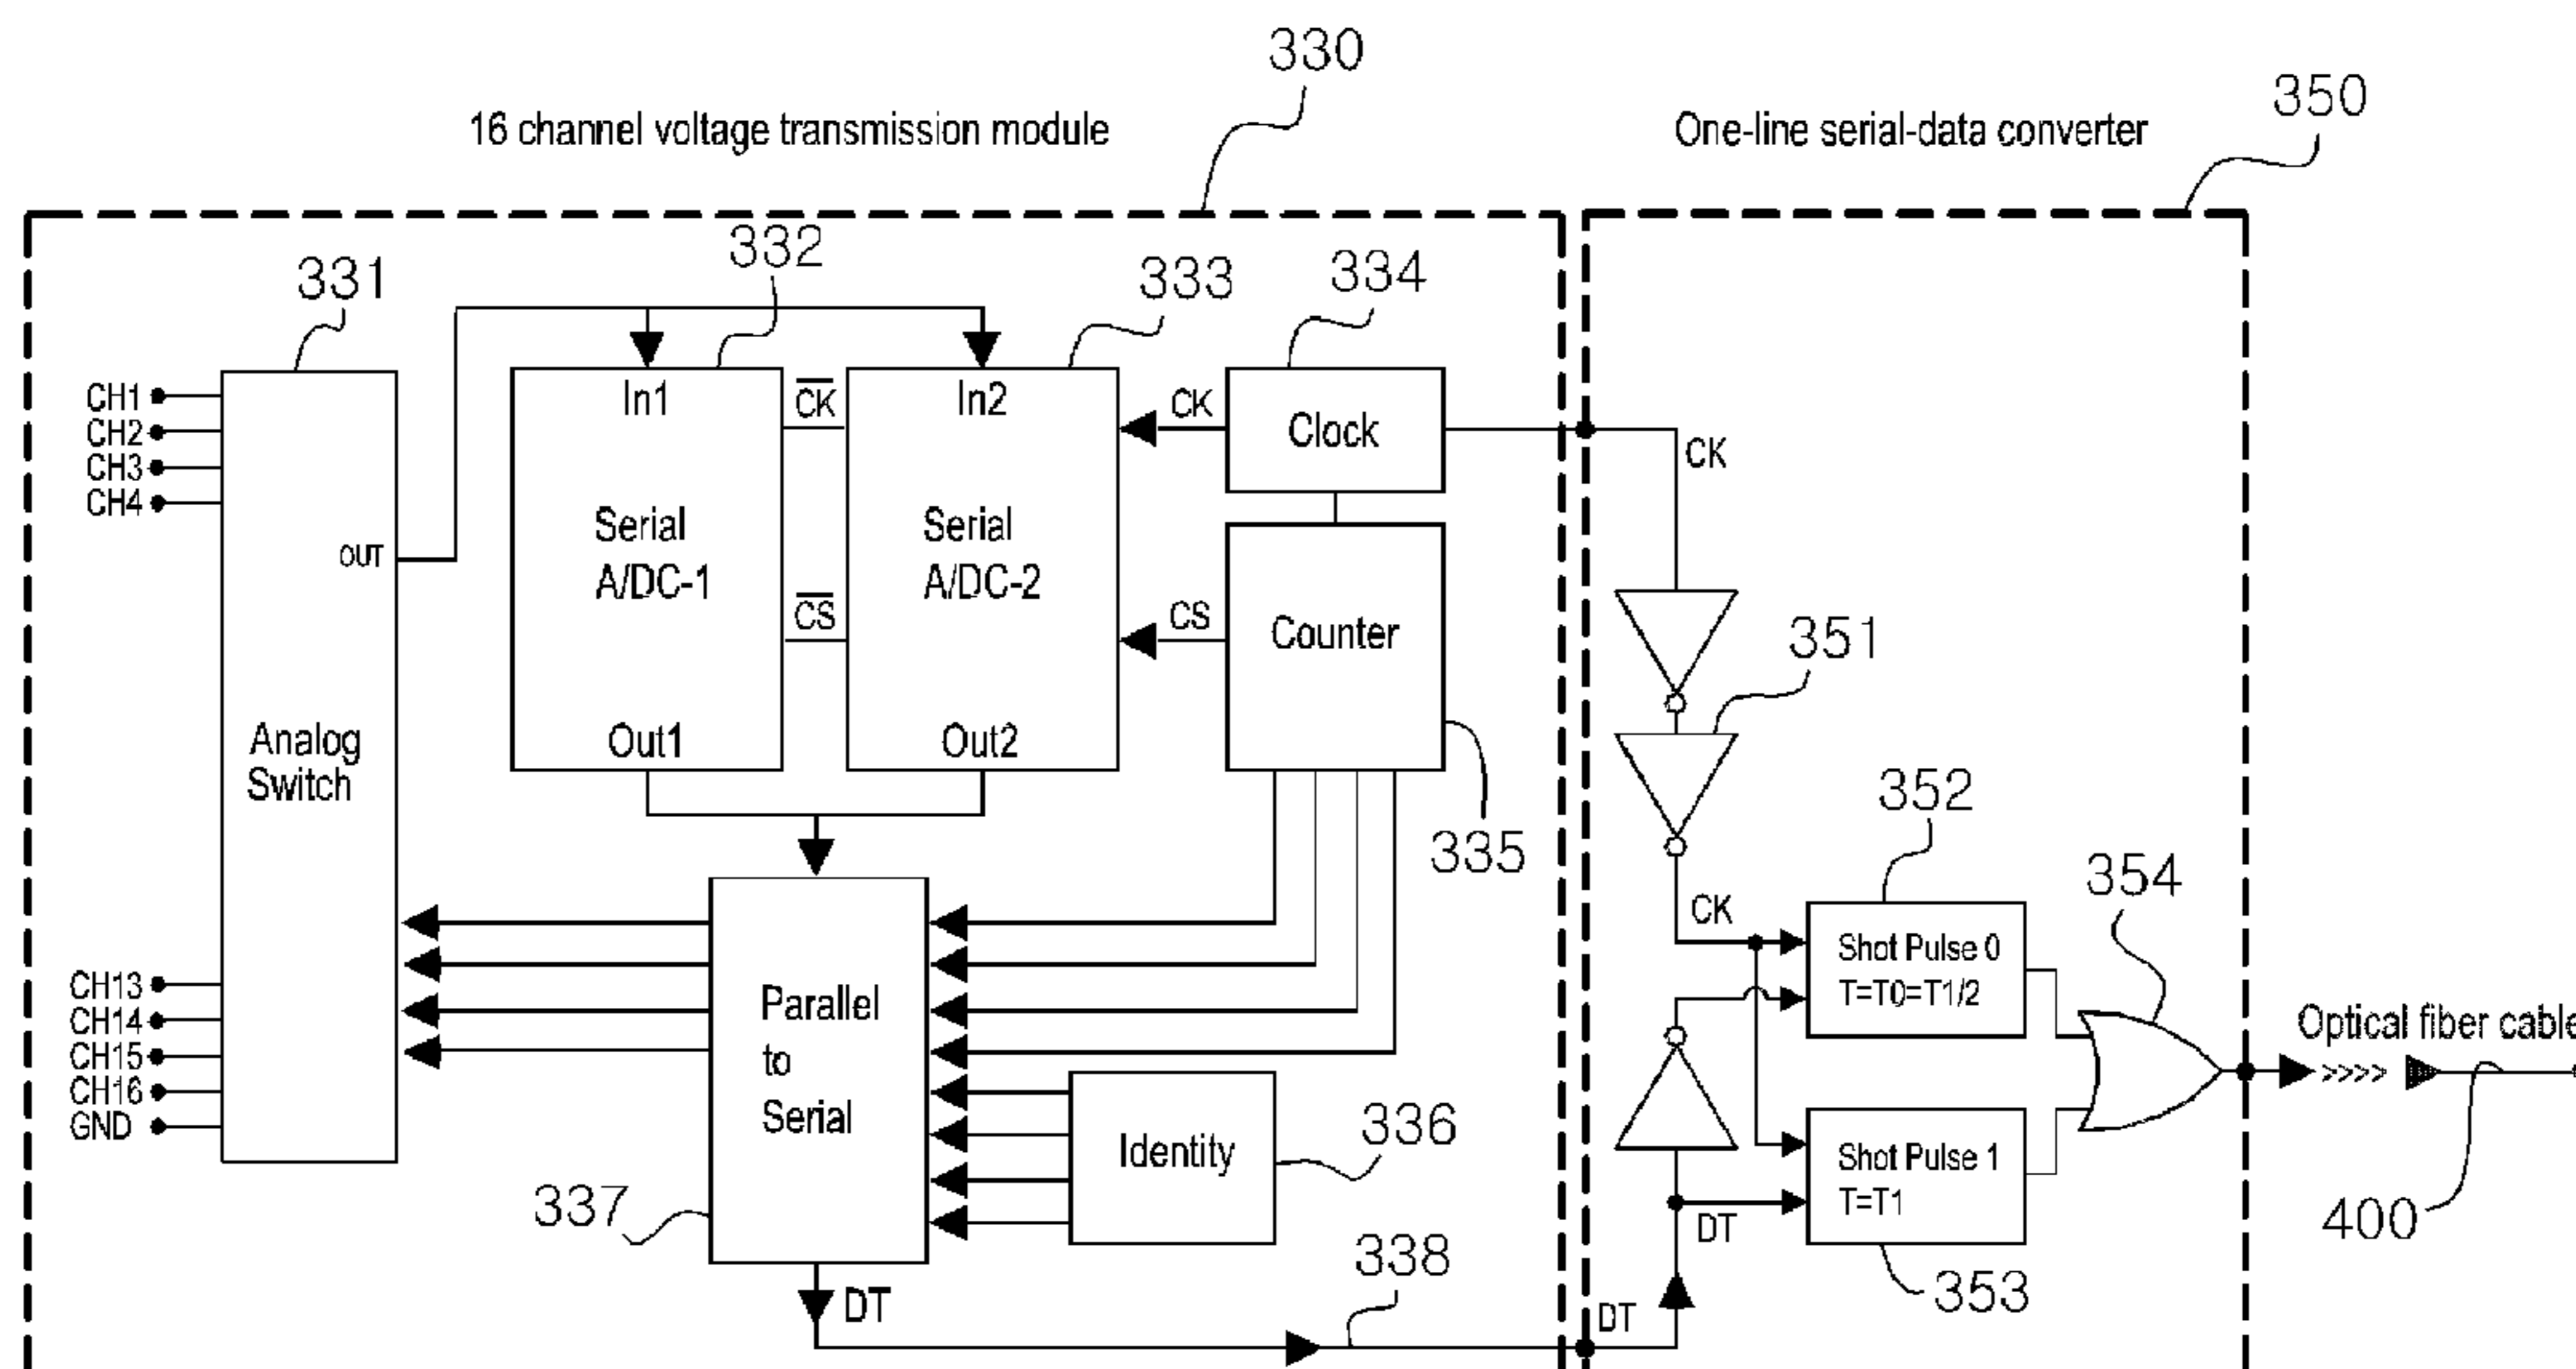 330
350
16 channel voltage transmission module
One-line serial-data converter
331
332
333
334
CH1
CH2
CH3
CH4
OUT
Analog
Switch
CH13
CH14
CH15
CH16
GND
In1
Serial
A/DC-1
Out1
CK
CS
In2
Serial
A/DC-2
Out2
CK
CS
Clock
Counter
335
Parallel
to
Serial
337
Identity
336
DT
338
CK
351
CK
352
Shot Pulse 0
T=T0=T1/2
354
Shot Pulse 1
T=T1
353
DT
DT
Optical fiber cable
400